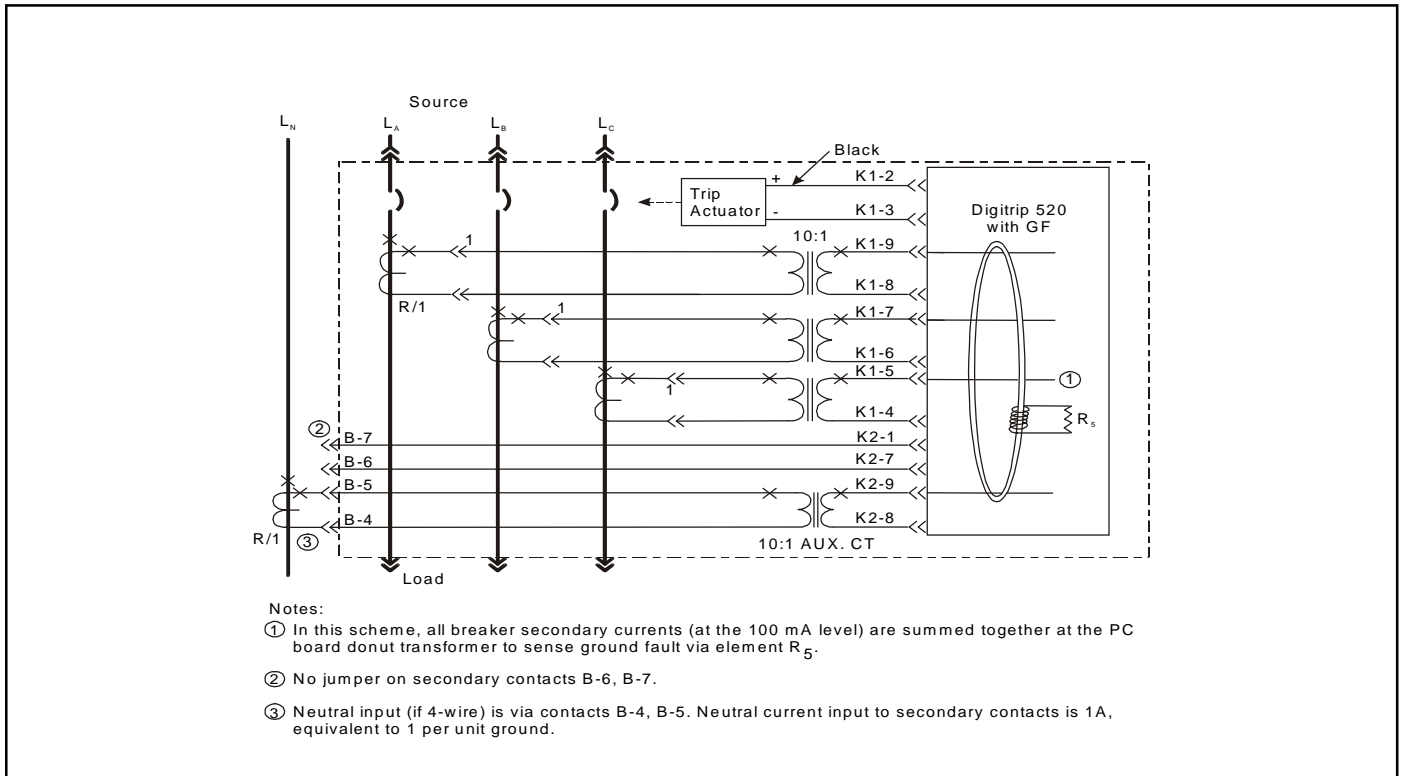 Source
L_N L_A L_B L_C
Black
+ K1-2
Trip
Actuator
- K1-3
Digitrip 520
with GF
1 10:1 K1-9
K1-8
R/1
1 K1-7
K1-6
K1-5
1 ①
K1-4
R₅
② B-7 K2-1
B-6 K2-7
B-5 K2-9
B-4 K2-8
R/1 ③
10:1 AUX. CT
Load
Notes:
① In this scheme, all breaker secondary currents (at the 100 mA level) are summed together at the PC
board donut transformer to sense ground fault via element R₅.
② No jumper on secondary contacts B-6, B-7.
③ Neutral input (if 4-wire) is via contacts B-4, B-5. Neutral current input to secondary contacts is 1A,
equivalent to 1 per unit ground.